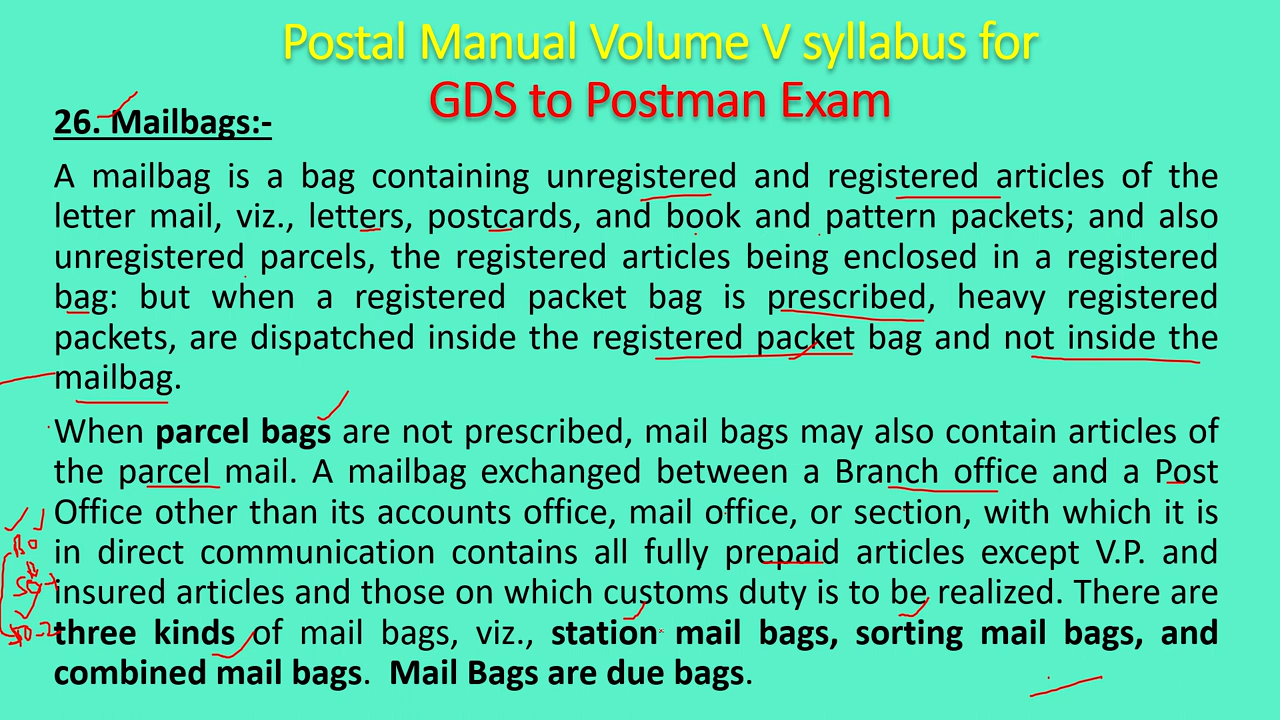 Postal Manual Volume V syllabus for
GDS to Postman Exam
26. Mailbags:-
A mailbag is a bag containing unregistered and registered articles of the
letter mail, viz., letters, postcards, and book and pattern packets; and also
unregistered parcels, the registered articles being enclosed in a registered
bag: but when a registered packet bag is prescribed, heavy registered
packets, are dispatched inside the registered packet bag and not inside the
mailbag.
When parcel bags are not prescribed, mail bags may also contain articles of
the parcel mail. A mailbag exchanged between a Branch office and a Post
Office other than its accounts office, mail office, or section, with which it is
in direct communication contains all fully prepaid articles except V.P. and
insured articles and those on which customs duty is to be realized. There are
three kinds of mail bags, viz., station mail bags, sorting mail bags, and
combined mail bags. Mail Bags are due bags.
BO